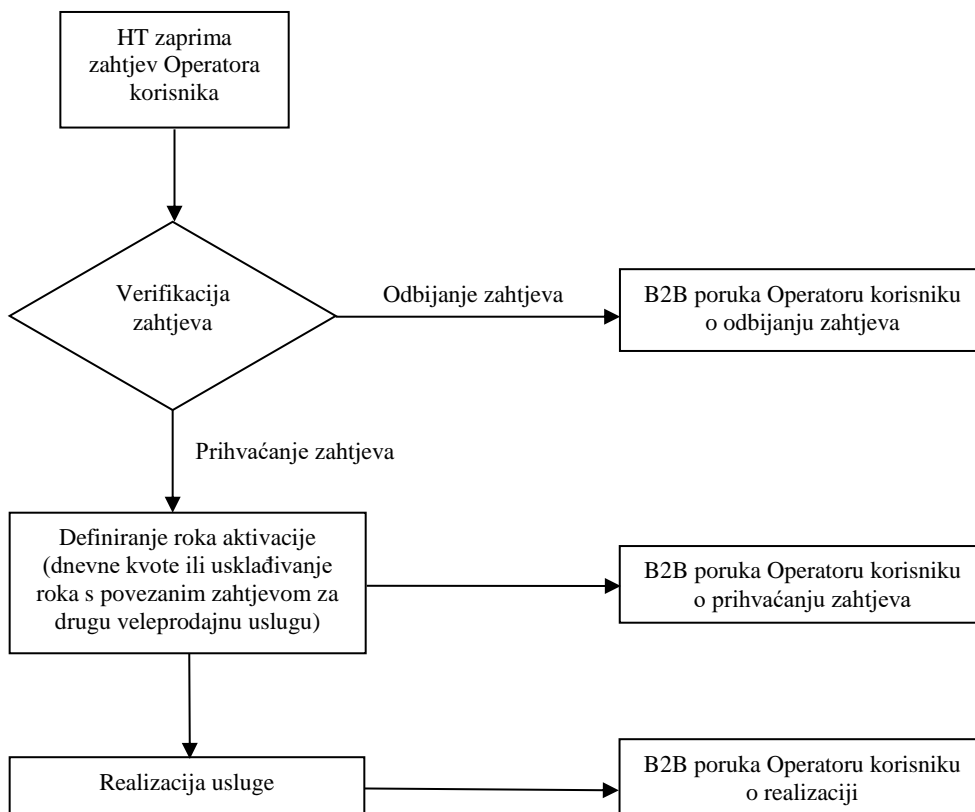 HT zaprima
zahtjev Operatora
korisnika
Verifikacija
zahtjeva
Odbijanje zahtjeva
B2B poruka Operatoru korisniku
o odbijanju zahtjeva
Prihvaćanje zahtjeva
Definiranje roka aktivacije
(dnevne kvote ili usklađivanje
roka s povezanim zahtjevom za
drugu veleprodajnu uslugu)
B2B poruka Operatoru korisniku
o prihvaćanju zahtjeva
Realizacija usluge
B2B poruka Operatoru korisniku
o realizaciji